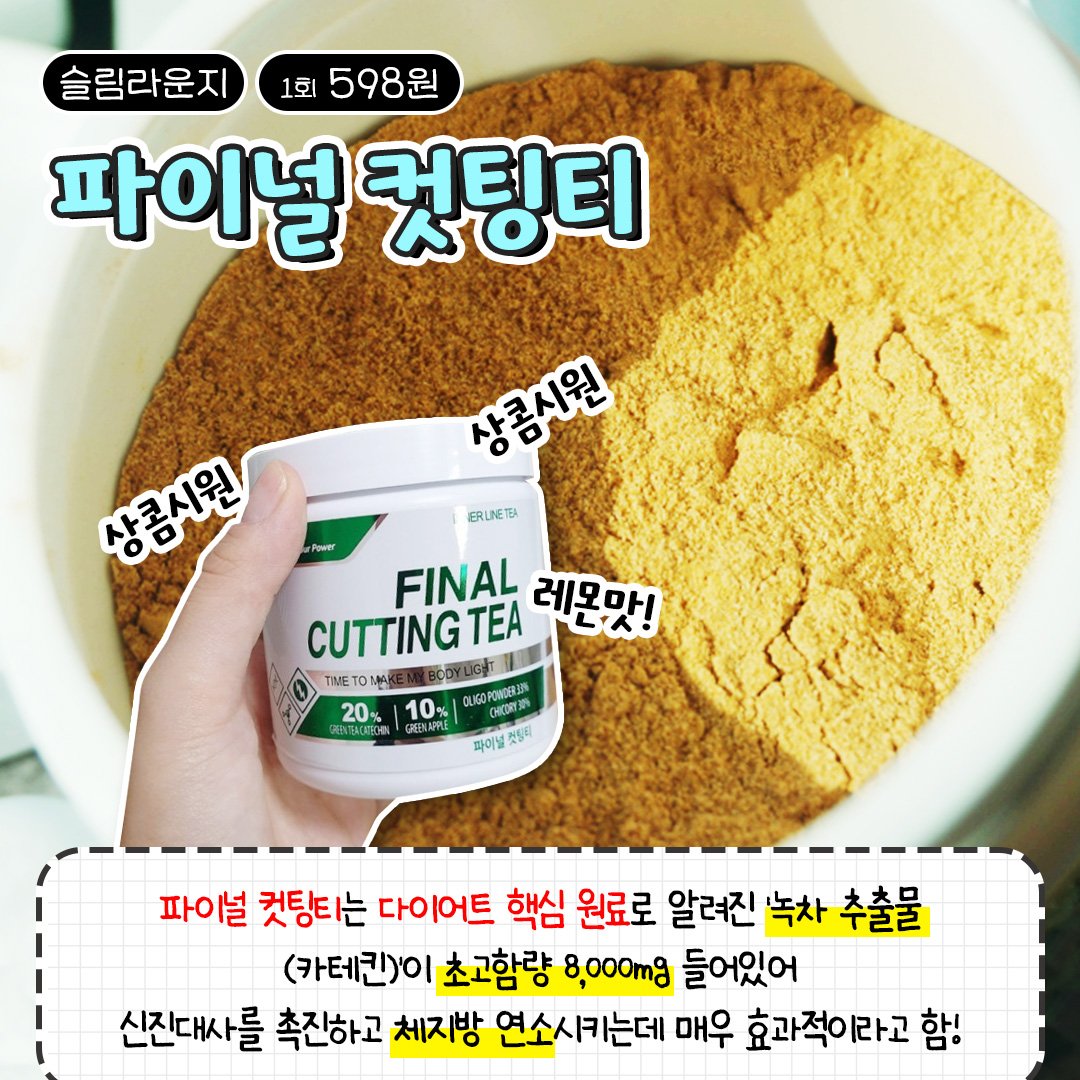 슬림라운지
1회 598원
파이널 컷팅티
상콤시원
상콤시원
레몬맛!
ur Power
INNER LINE TEA
FINAL
CUTTING TEA
TIME TO MAKE MY BODY LIGHT
20%
GREEN TEA CATECHIN
10%
GREEN APPLE
OLIGO POWDER 33%
CHICORY 30%
파이널 컷팅티
파이널 컷팅티는 다이어트 핵심 원료로 알려진 '녹차 추출물
(카테킨)'이 초고함량 8,000mg 들어있어
신진대사를 촉진하고 체지방 연소시키는데 매우 효과적이라고 함!